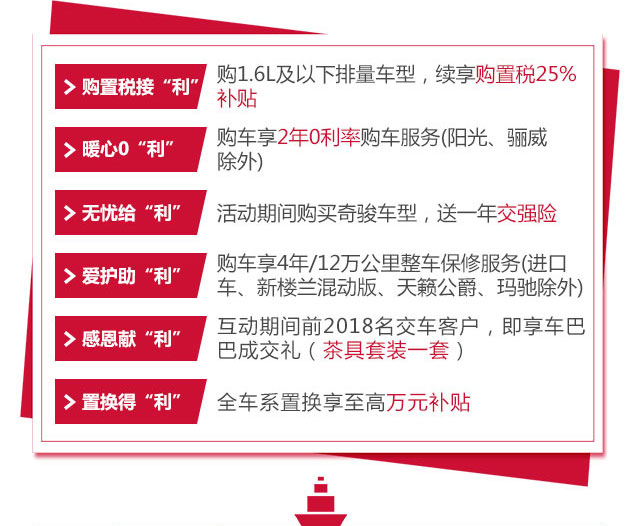 购置税接“利”
购1.6L及以下排量车型，续享购置税25%
补贴
暖心0“利”
购车享2年0利率购车服务(阳光、骊威
除外)
无忧给“利”
活动期间购买奇骏车型，送一年交强险
爱护助“利”
购车享4年/12万公里整车保修服务(进口
车、新楼兰混动版、天籁公爵、玛驰除外)
感恩献“利”
互动期间前2018名交车客户，即享车巴
巴成交礼（茶具套装一套）
置换得“利”
全车系置换享至高万元补贴